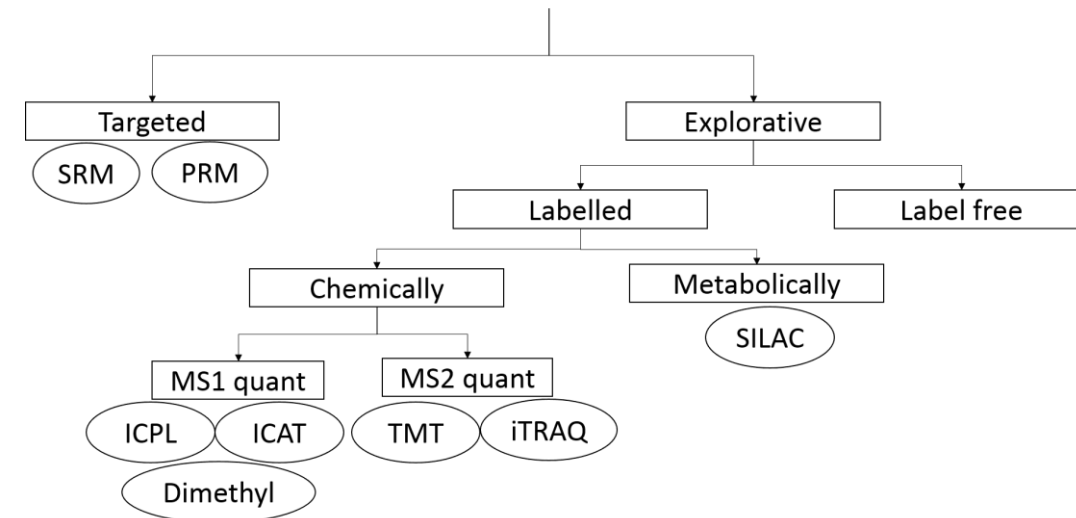 Targeted
Explorative
SRM
PRM
Labelled
Label free
Chemically
Metabolically
SILAC
MS1 quant
MS2 quant
ICPL
ICAT
TMT
iTRAQ
Dimethyl